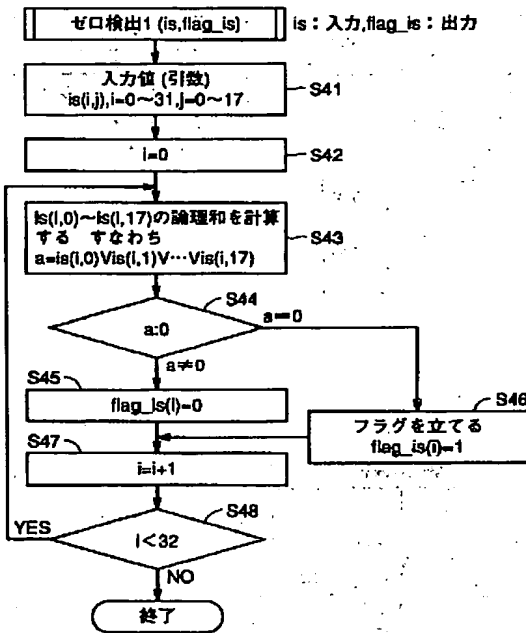 ゼロ検出1 (is,flag_is)
is：入力,flag_is：出力
入力値 (引数)
is(i,j),i=0～31,j=0～17
S41
i=0
S42
is(i,0)～is(i,17)の論理和を計算
する すなわち
a=is(i,0)Vis(i,1)V…Vis(i,17)
S43
S44
a:0
a=0
a≠0
S45
flag_is(i)=0
S46
フラグを立てる
flag_is(i)=1
S47
i=i+1
S48
YES
i<32
NO
終了